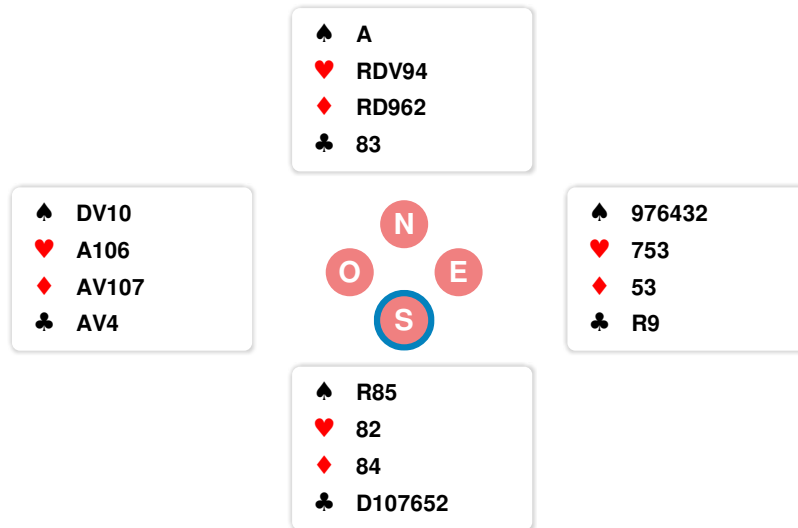 ♠ A
♥ RDV94
♦ RD962
♣ 83
♠ DV10
♥ A106
♦ AV107
♣ AV4
N
O E
S
♠ 976432
♥ 753
♦ 53
♣ R9
♠ R85
♥ 82
♦ 84
♣ D107652